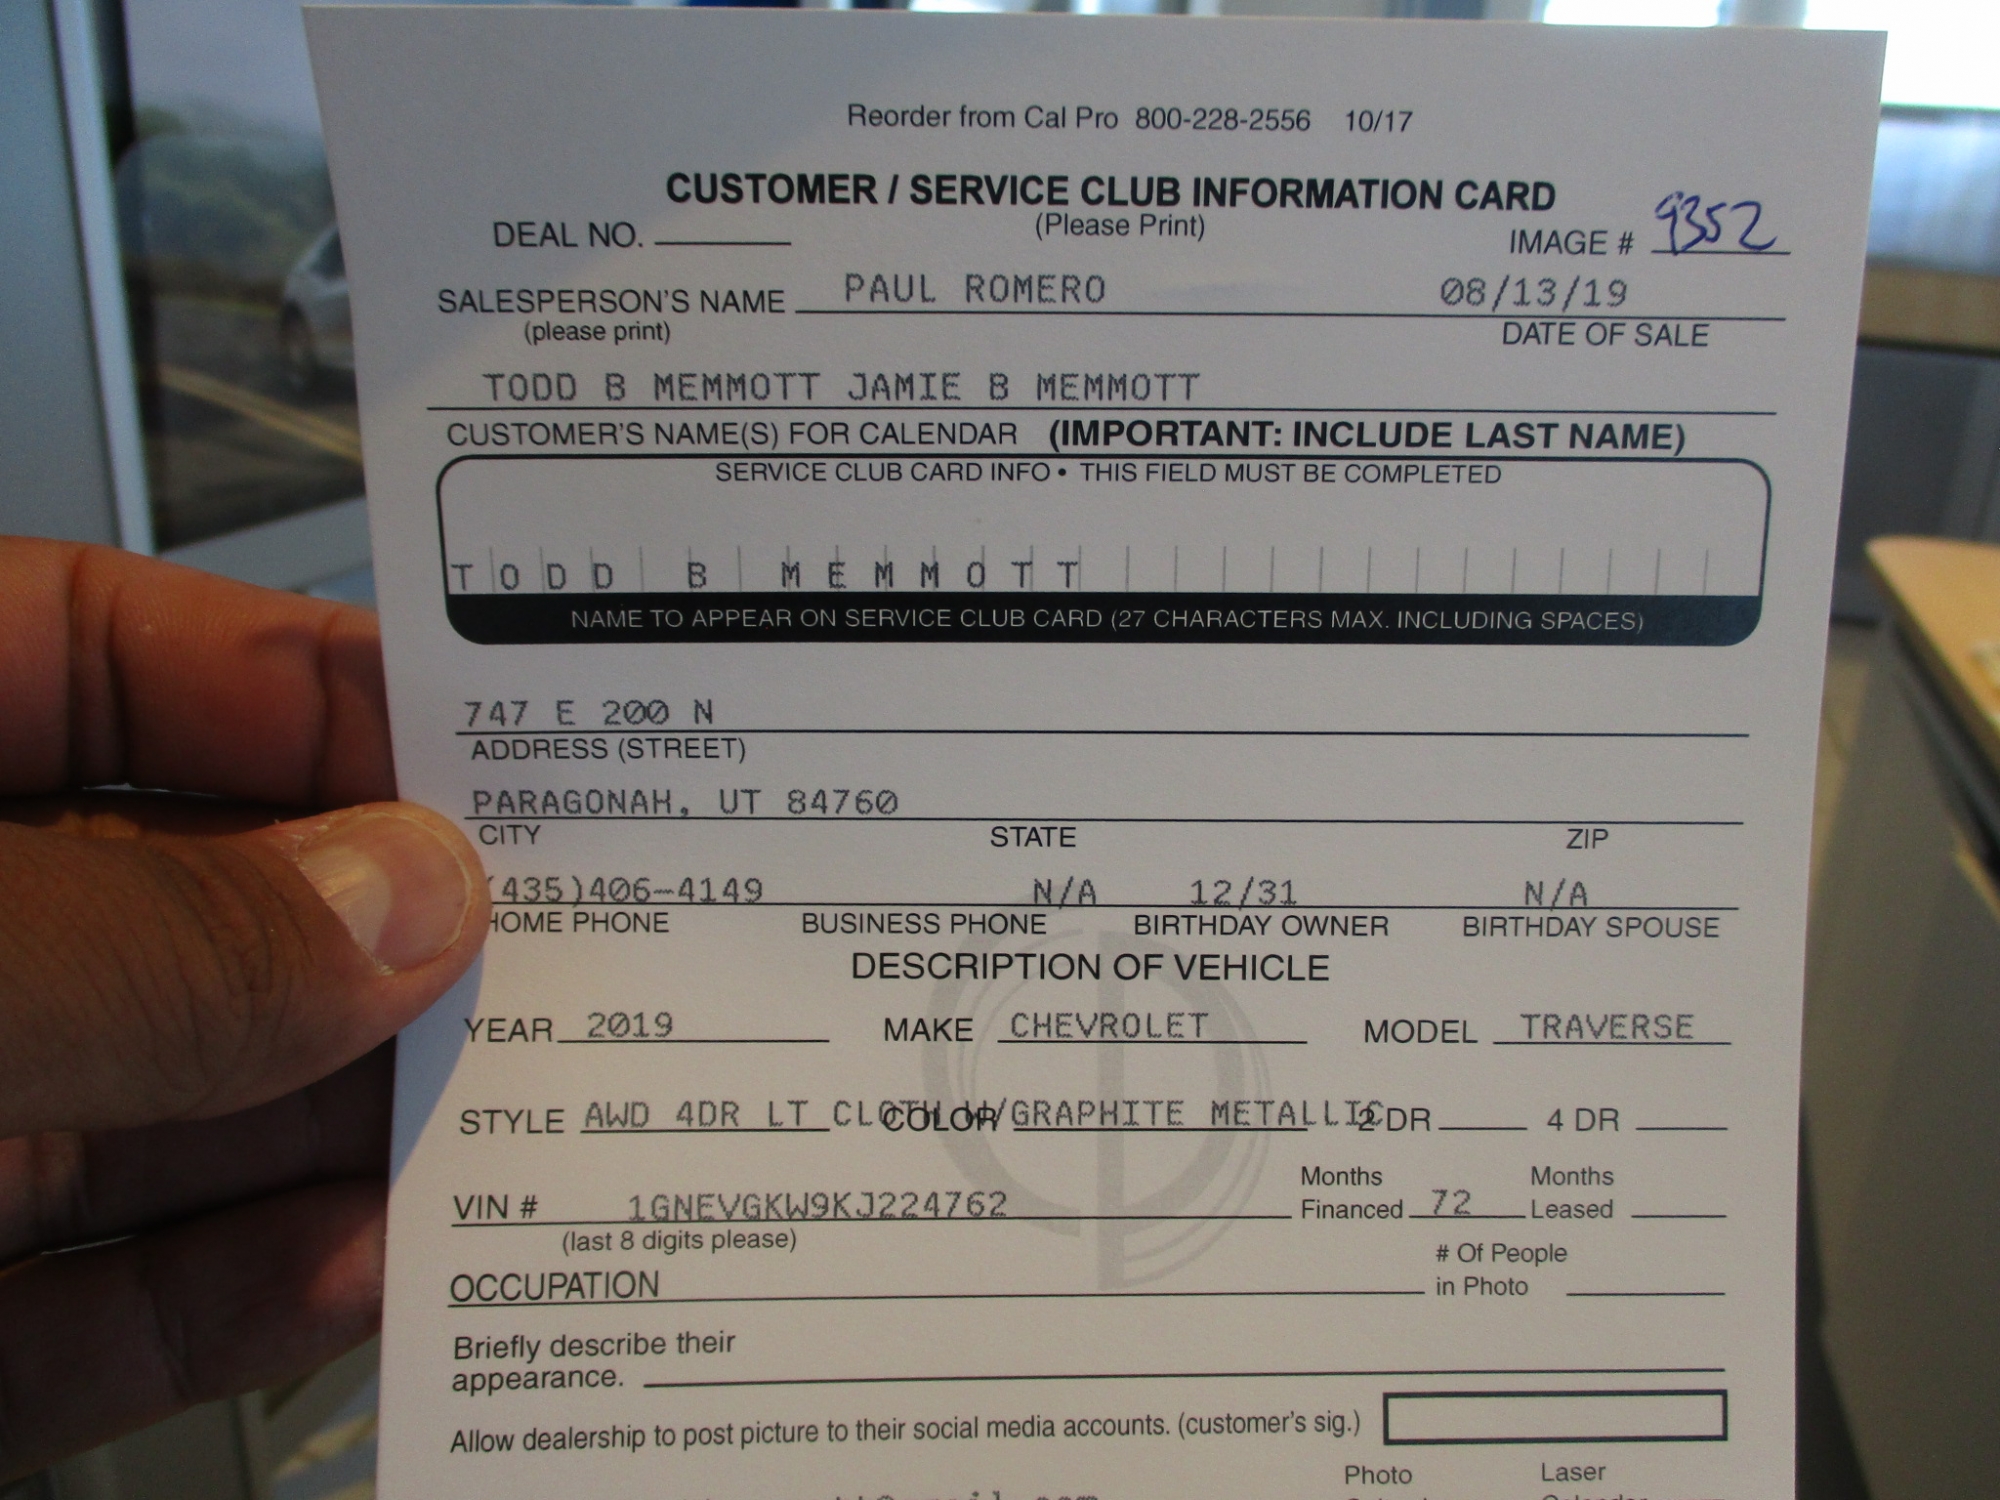 Reorder from Cal Pro 800-228-2556 10/17
CUSTOMER / SERVICE CLUB INFORMATION CARD
(Please Print)
DEAL NO. IMAGE # 9352
SALESPERSON'S NAME PAUL ROMERO 08/13/19
(please print) DATE OF SALE
TODD B MEMMOTT JAMIE B MEMMOTT
CUSTOMER'S NAME(S) FOR CALENDAR (IMPORTANT: INCLUDE LAST NAME)
SERVICE CLUB CARD INFO • THIS FIELD MUST BE COMPLETED
TODD B MEMMOTT
NAME TO APPEAR ON SERVICE CLUB CARD (27 CHARACTERS MAX. INCLUDING SPACES)
747 E 200 N
ADDRESS (STREET)
PARAGONAH, UT 84760
CITY STATE ZIP
(435)406-4149 N/A 12/31 N/A
HOME PHONE BUSINESS PHONE BIRTHDAY OWNER BIRTHDAY SPOUSE
DESCRIPTION OF VEHICLE
YEAR 2019 MAKE CHEVROLET MODEL TRAVERSE
STYLE AWD 4DR LT CLOTH W/ COLOR GRAPHITE METALLIC 2 DR 4 DR
VIN # 1GNEVGKW9KJ224762 Months Financed 72 Months Leased
(last 8 digits please)
OCCUPATION # Of People in Photo
Briefly describe their
appearance.
Allow dealership to post picture to their social media accounts. (customer's sig.)
Photo Laser